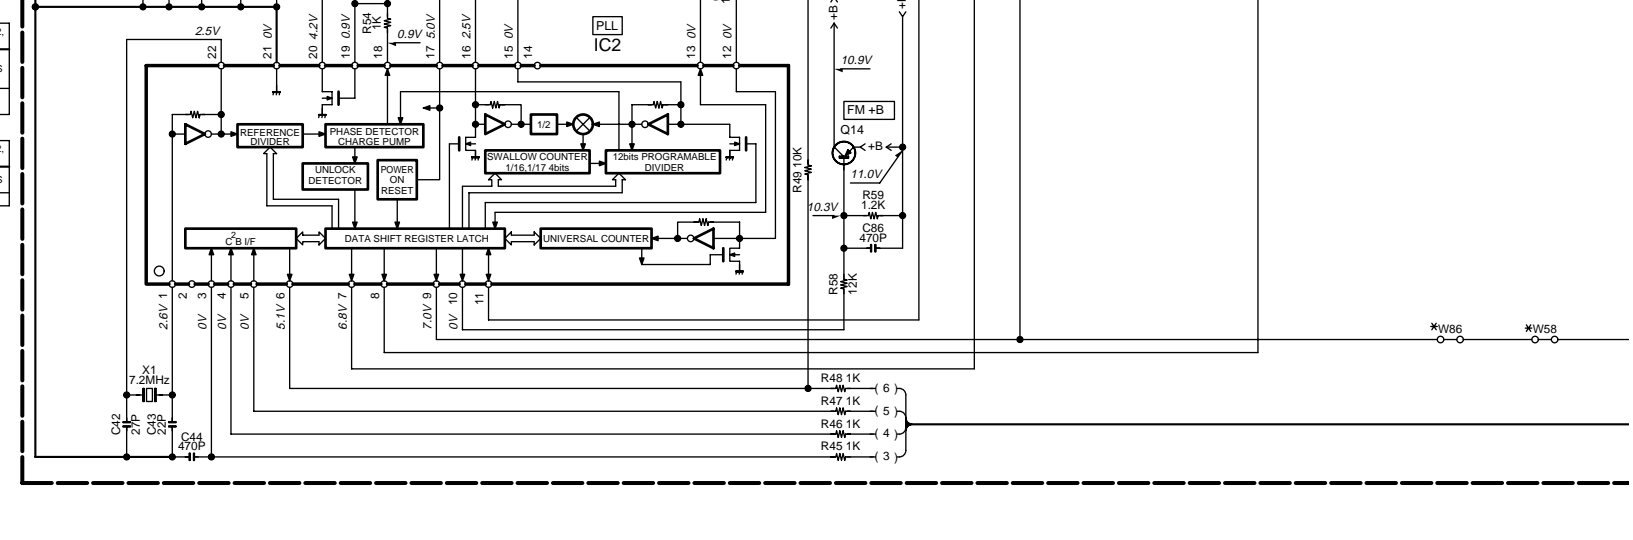 2.5V
22
21 0V
20 4.2V
19 0.9V
R54
1K
18
0.9V
17 5.0V
16 2.5V
15 0V
14
PLL
IC2
13 0V
12 0V
+B
10.9V
FM +B
Q14
+B
11.0V
R59
1.2K
10.3V
C86
470P
R58
12K
R49 10K
REFERENCE
DIVIDER
PHASE DETECTOR
CHARGE PUMP
1/2
UNLOCK
DETECTOR
POWER
ON
RESET
SWALLOW COUNTER
1/16,1/17 4bits
12bits PROGRAMABLE
DIVIDER
C2B I/F
DATA SHIFT REGISTER LATCH
UNIVERSAL COUNTER
2.6V 1
2
0V 3
0V 4
0V 5
5.1V 6
6.8V 7
8
7.0V 9
0V 10
11
*W86
*W58
X1
7.2MHz
C42
27P
C43
22P
C44
470P
R48 1K (6)
R47 1K (5)
R46 1K (4)
R45 1K (3)